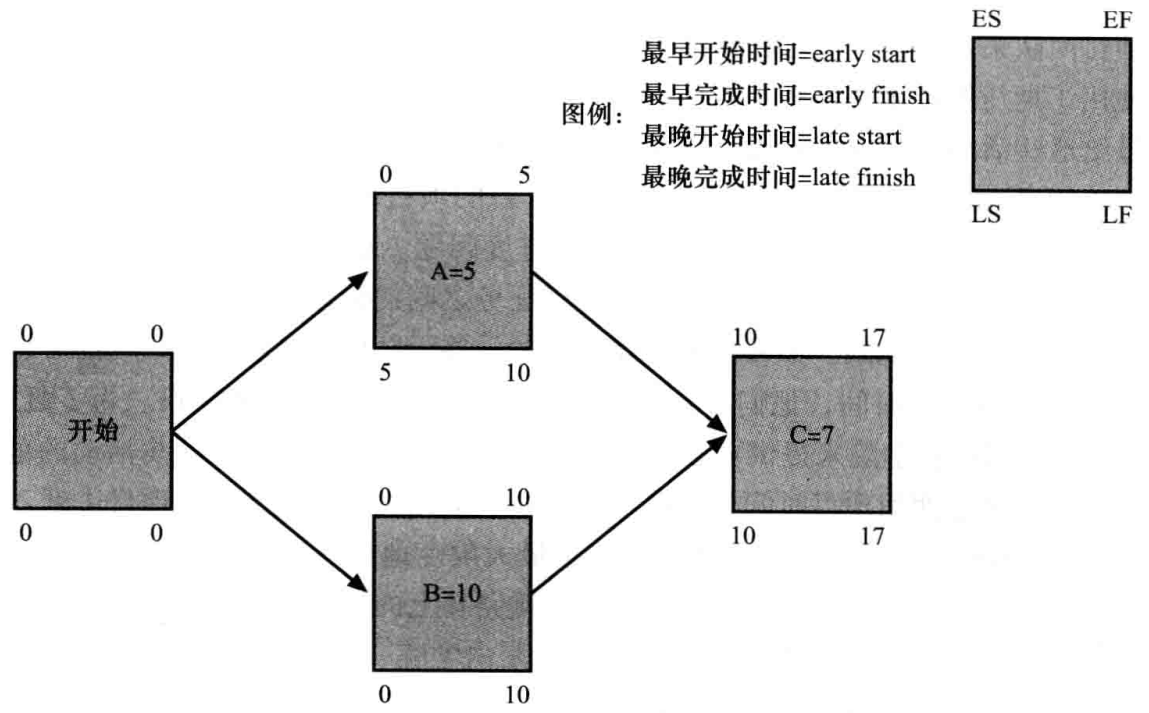 ES EF
最早开始时间=early start
最早完成时间=early finish
图例：
最晚开始时间=late start
最晚完成时间=late finish
LS LF
0 5
A=5
5 10
0 0
开始
0 0
10 17
C=7
10 17
0 10
B=10
0 10